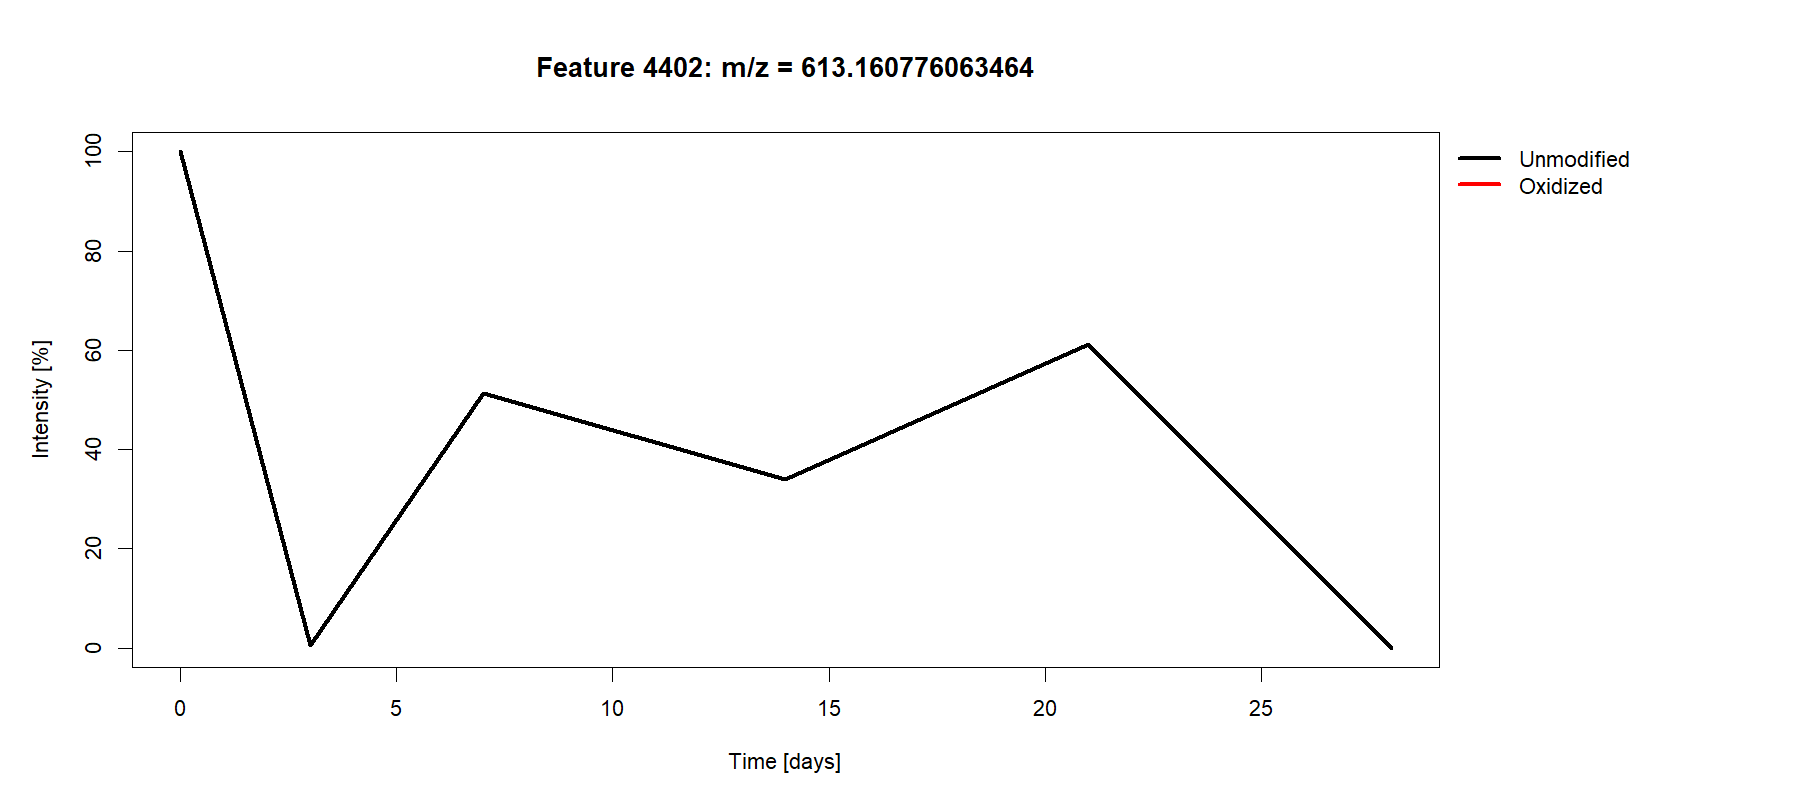 Feature 4402: m/z = 613.160776063464
100
80
60
40
20
0
Intensity [%]
0 5 10 15 20 25
Time [days]
Unmodified
Oxidized